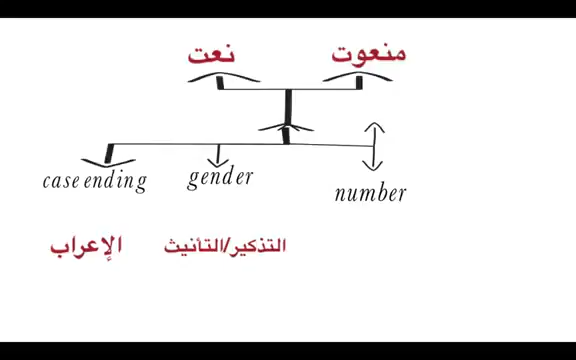 منعوت نعت
case ending gender number
الإعراب التذكير/التأنيث